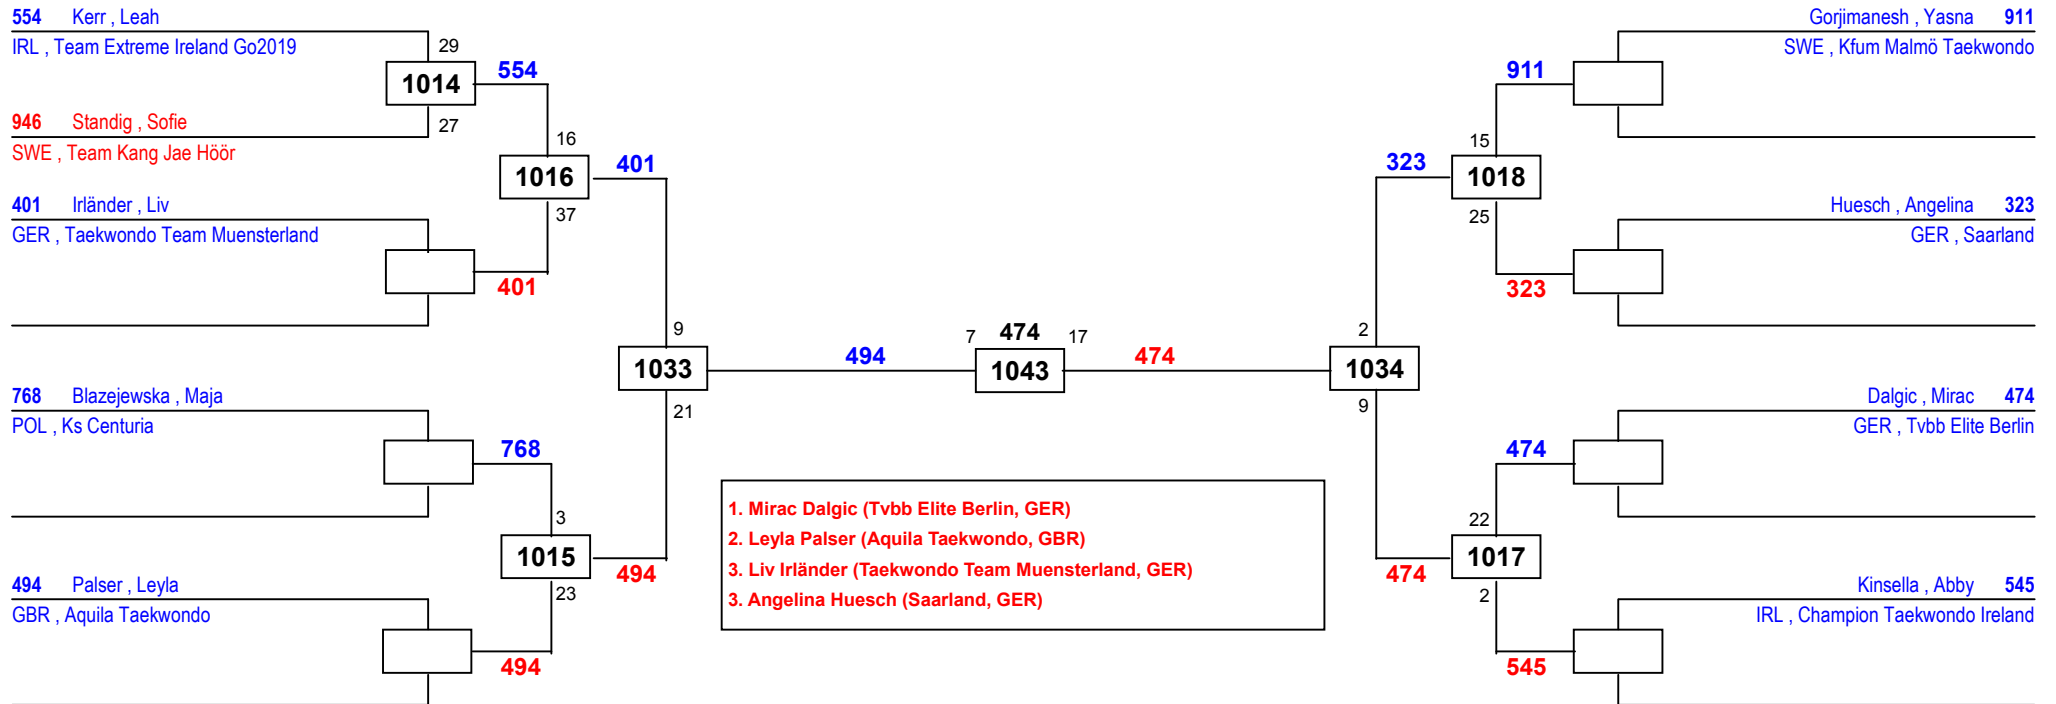 554 Kerr , Leah
IRL , Team Extreme Ireland Go2019
29
1014
554
946 Standig , Sofie
27
SWE , Team Kang Jae Höör
16
1016
401
401 Irländer , Liv
37
GER , Taekwondo Team Muensterland
401
9
1033
494
21
768 Blazejewska , Maja
POL , Ks Centuria
768
3
1015
494
23
494 Palser , Leyla
GBR , Aquila Taekwondo
494
7 474 17
1043
474
1. Mirac Dalgic (Tvbb Elite Berlin, GER)
2. Leyla Palser (Aquila Taekwondo, GBR)
3. Liv Irländer (Taekwondo Team Muensterland, GER)
3. Angelina Huesch (Saarland, GER)
Gorjimanesh , Yasna 911
SWE , Kfum Malmö Taekwondo
911
15
323
1018
Huesch , Angelina 323
25
GER , Saarland
323
2
1034
9
Dalgic , Mirac 474
GER , Tvbb Elite Berlin
474
22
1017
474
2
Kinsella , Abby 545
IRL , Champion Taekwondo Ireland
545